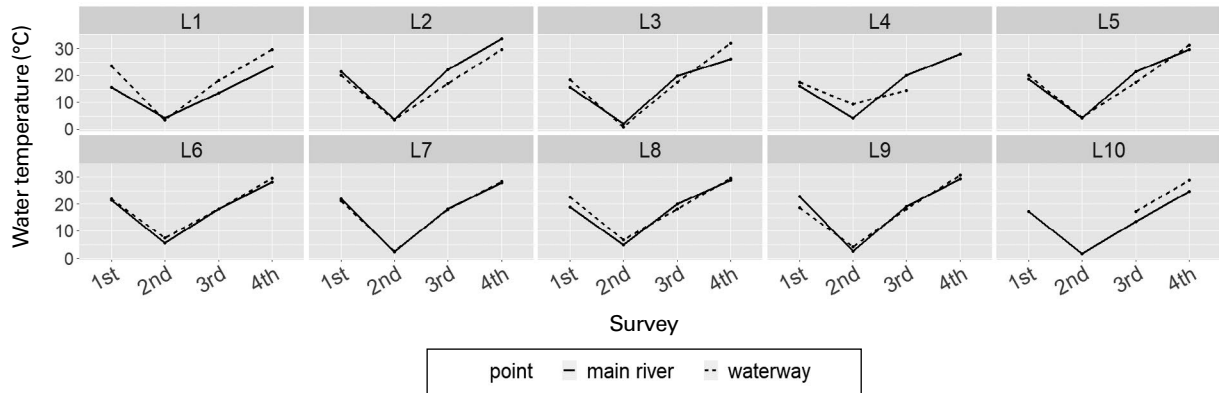 Water temperature (°C)
L1 L2 L3 L4 L5
30
20
10
0
L6 L7 L8 L9 L10
30
20
10
0
1st 2nd 3rd 4th 1st 2nd 3rd 4th 1st 2nd 3rd 4th 1st 2nd 3rd 4th 1st 2nd 3rd 4th
Survey
point main river waterway